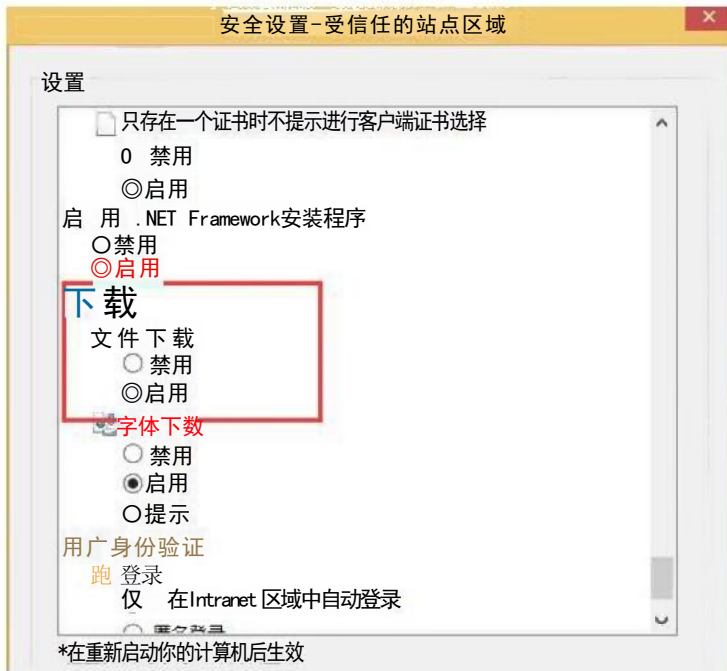 安全设置-受信任的站点区域
设置
只存在一个证书时不提示进行客户端证书选择
0 禁用
◎启用
启 用 .NET Framework安装程序
〇禁用
◎启用
下载
文件下载
○ 禁用
◎启用
字体下数
○ 禁用
◉启用
〇提示
用广身份验证
跑 登录
仅 在Intranet 区域中自动登录
○ 匿名登录
*在重新启动你的计算机后生效